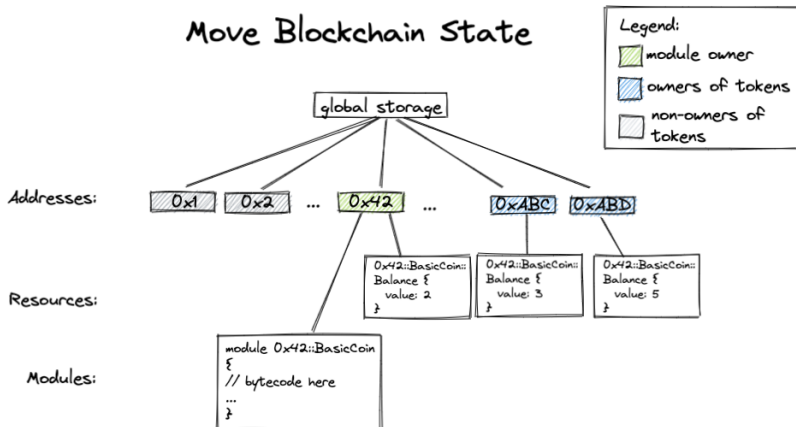 Move Blockchain State
Legend:
module owner
owners of tokens
non-owners of
tokens
global storage
Addresses:
0x1
0x2
...
0x42
...
0xABC
0xABD
Resources:
0x42::BasicCoin::
Balance {
value: 2
}
0x42::BasicCoin::
Balance {
value: 3
}
0x42::BasicCoin::
Balance {
value: 5
}
Modules:
module 0x42::BasicCoin
{
// bytecode here
...
}